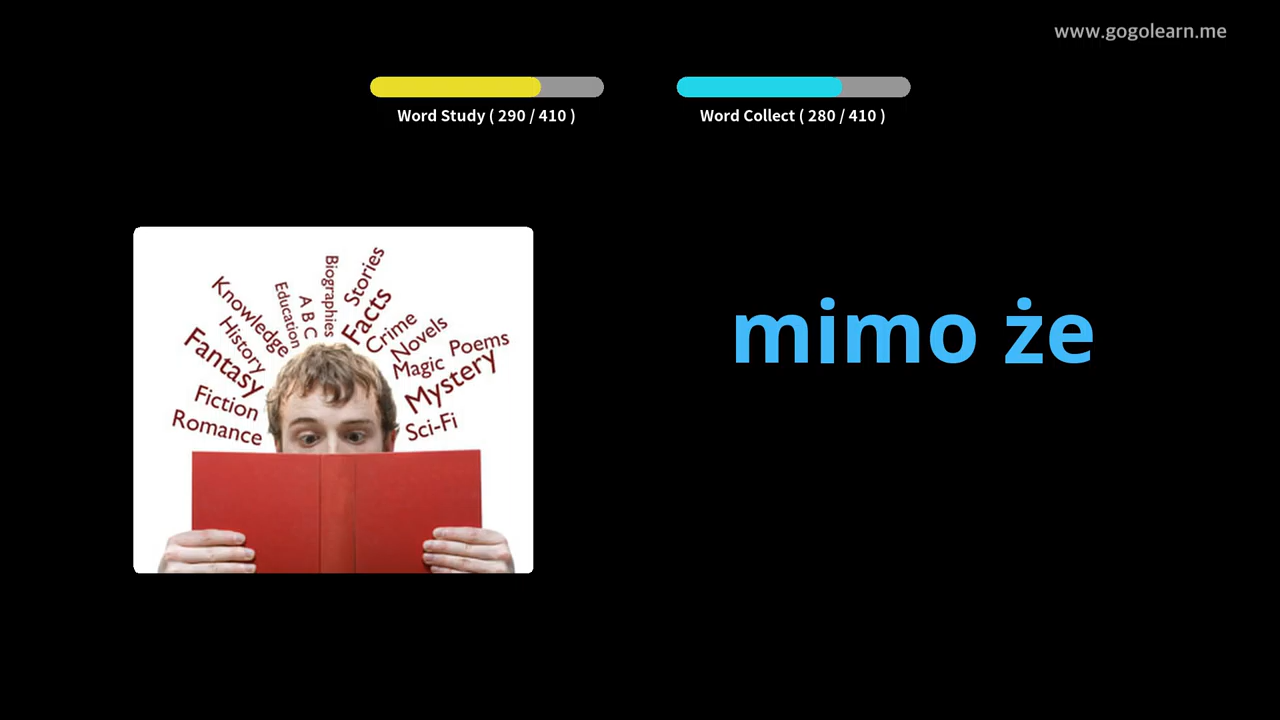 www.gogolearn.me
Word Study ( 290 / 410 )
Word Collect ( 280 / 410 )
Biographies
Stories
Education
A B C
Facts
Knowledge
Crime
History
Novels
Fantasy
Magic
Poems
Mystery
Fiction
Romance
Sci-Fi
mimo że